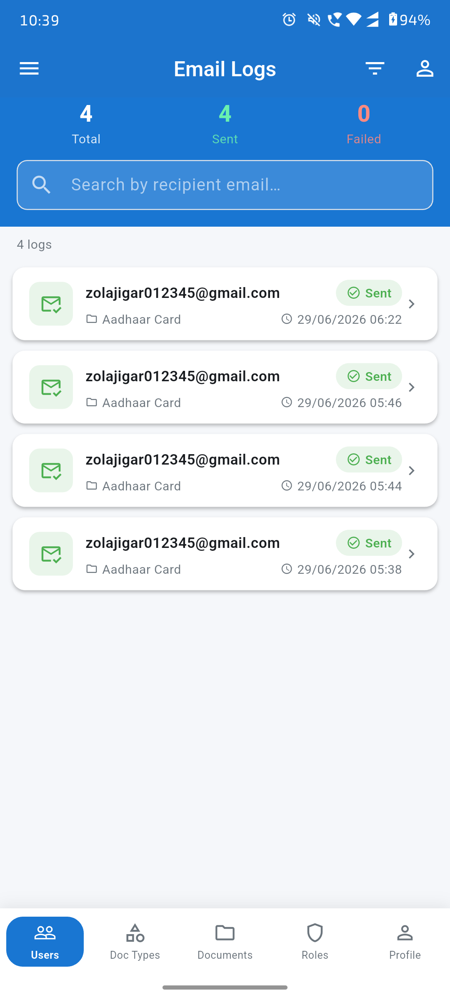 10:39
94%
Email Logs
4 4 0
Total Sent Failed
Search by recipient email...
4 logs
zolajigar012345@gmail.com Sent
Aadhaar Card 29/06/2026 06:22
zolajigar012345@gmail.com Sent
Aadhaar Card 29/06/2026 05:46
zolajigar012345@gmail.com Sent
Aadhaar Card 29/06/2026 05:44
zolajigar012345@gmail.com Sent
Aadhaar Card 29/06/2026 05:38
Users Doc Types Documents Roles Profile